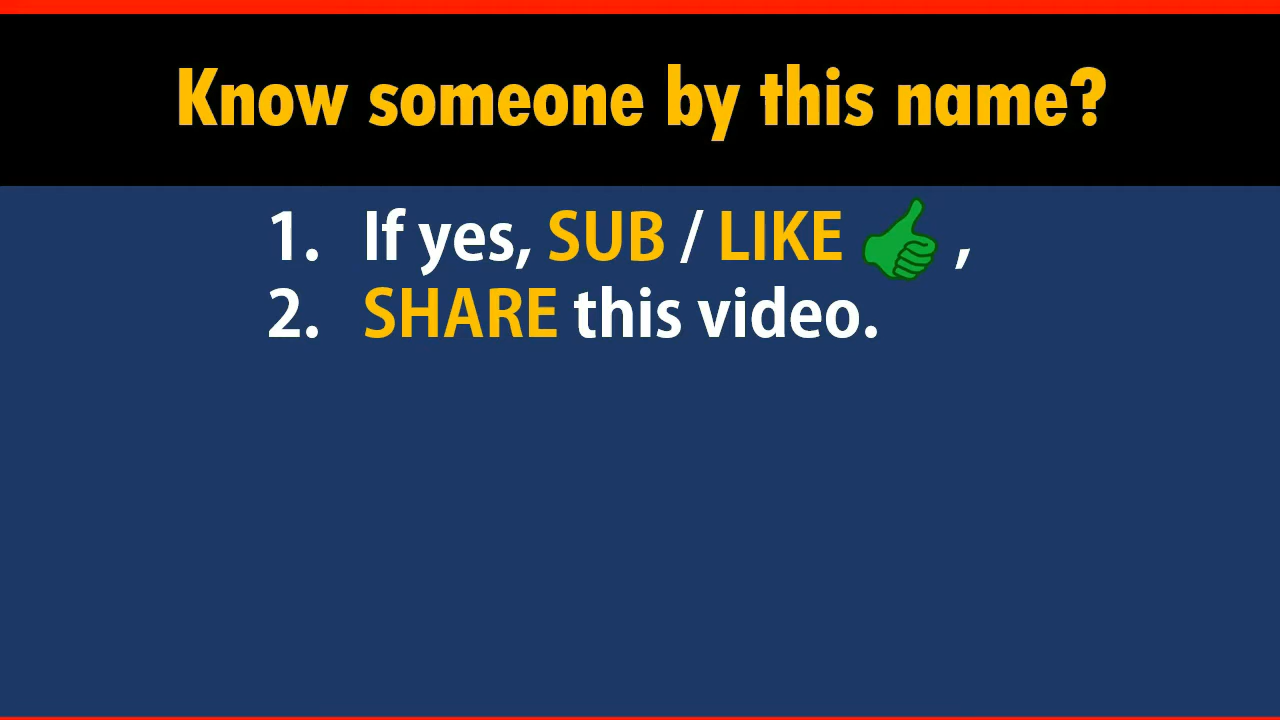 Know someone by this name?
1. If yes, SUB / LIKE ,
2. SHARE this video.